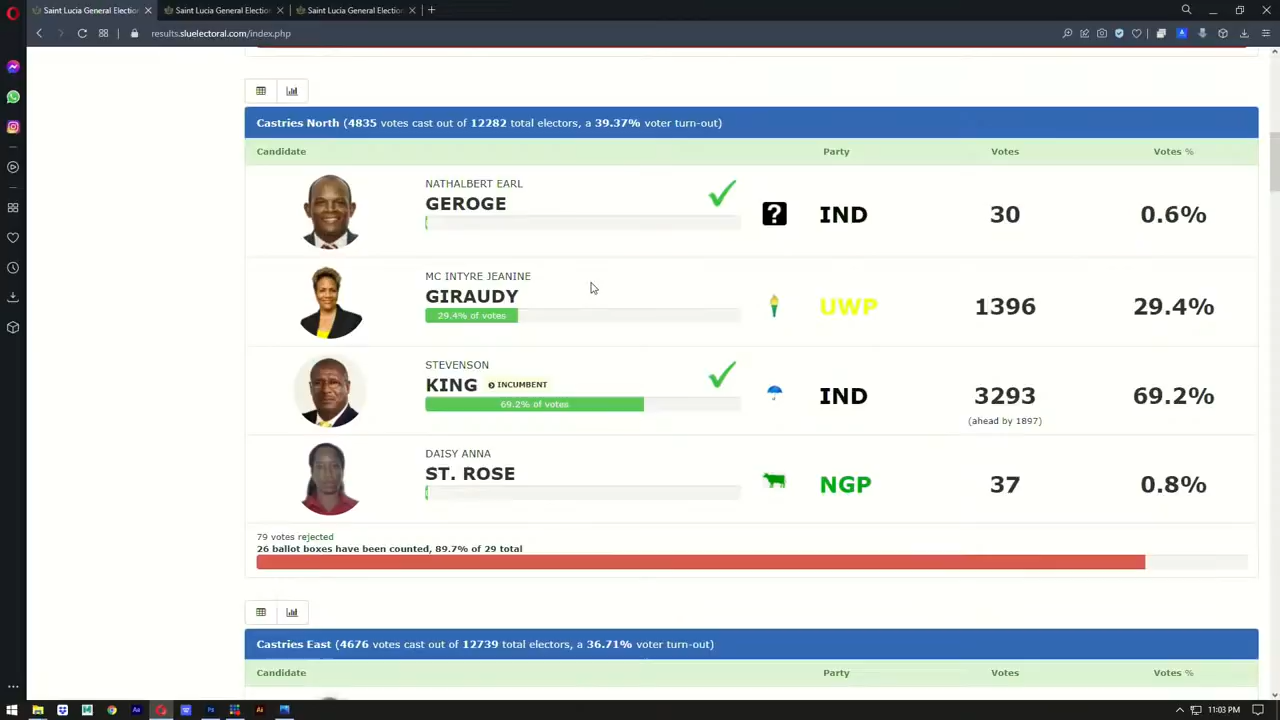 Saint Lucia General Election
Saint Lucia General Electio
Saint Lucia General Election
results.sluelectoral.com/index.php
Castries North (4835 votes cast out of 12282 total electors, a 39.37% voter turn-out)
Candidate Party Votes Votes %
NATHALBERT EARL
GEROGE
? IND 30 0.6%
MC INTYRE JEANINE
GIRAUDY
29.4% of votes
UWP 1396 29.4%
STEVENSON
KING INCUMBENT
69.2% of votes
IND 3293 69.2%
(ahead by 1897)
DAISY ANNA
ST. ROSE
NGP 37 0.8%
79 votes rejected
26 ballot boxes have been counted, 89.7% of 29 total
Castries East (4676 votes cast out of 12739 total electors, a 36.71% voter turn-out)
Candidate Party Votes Votes %
11:03 PM